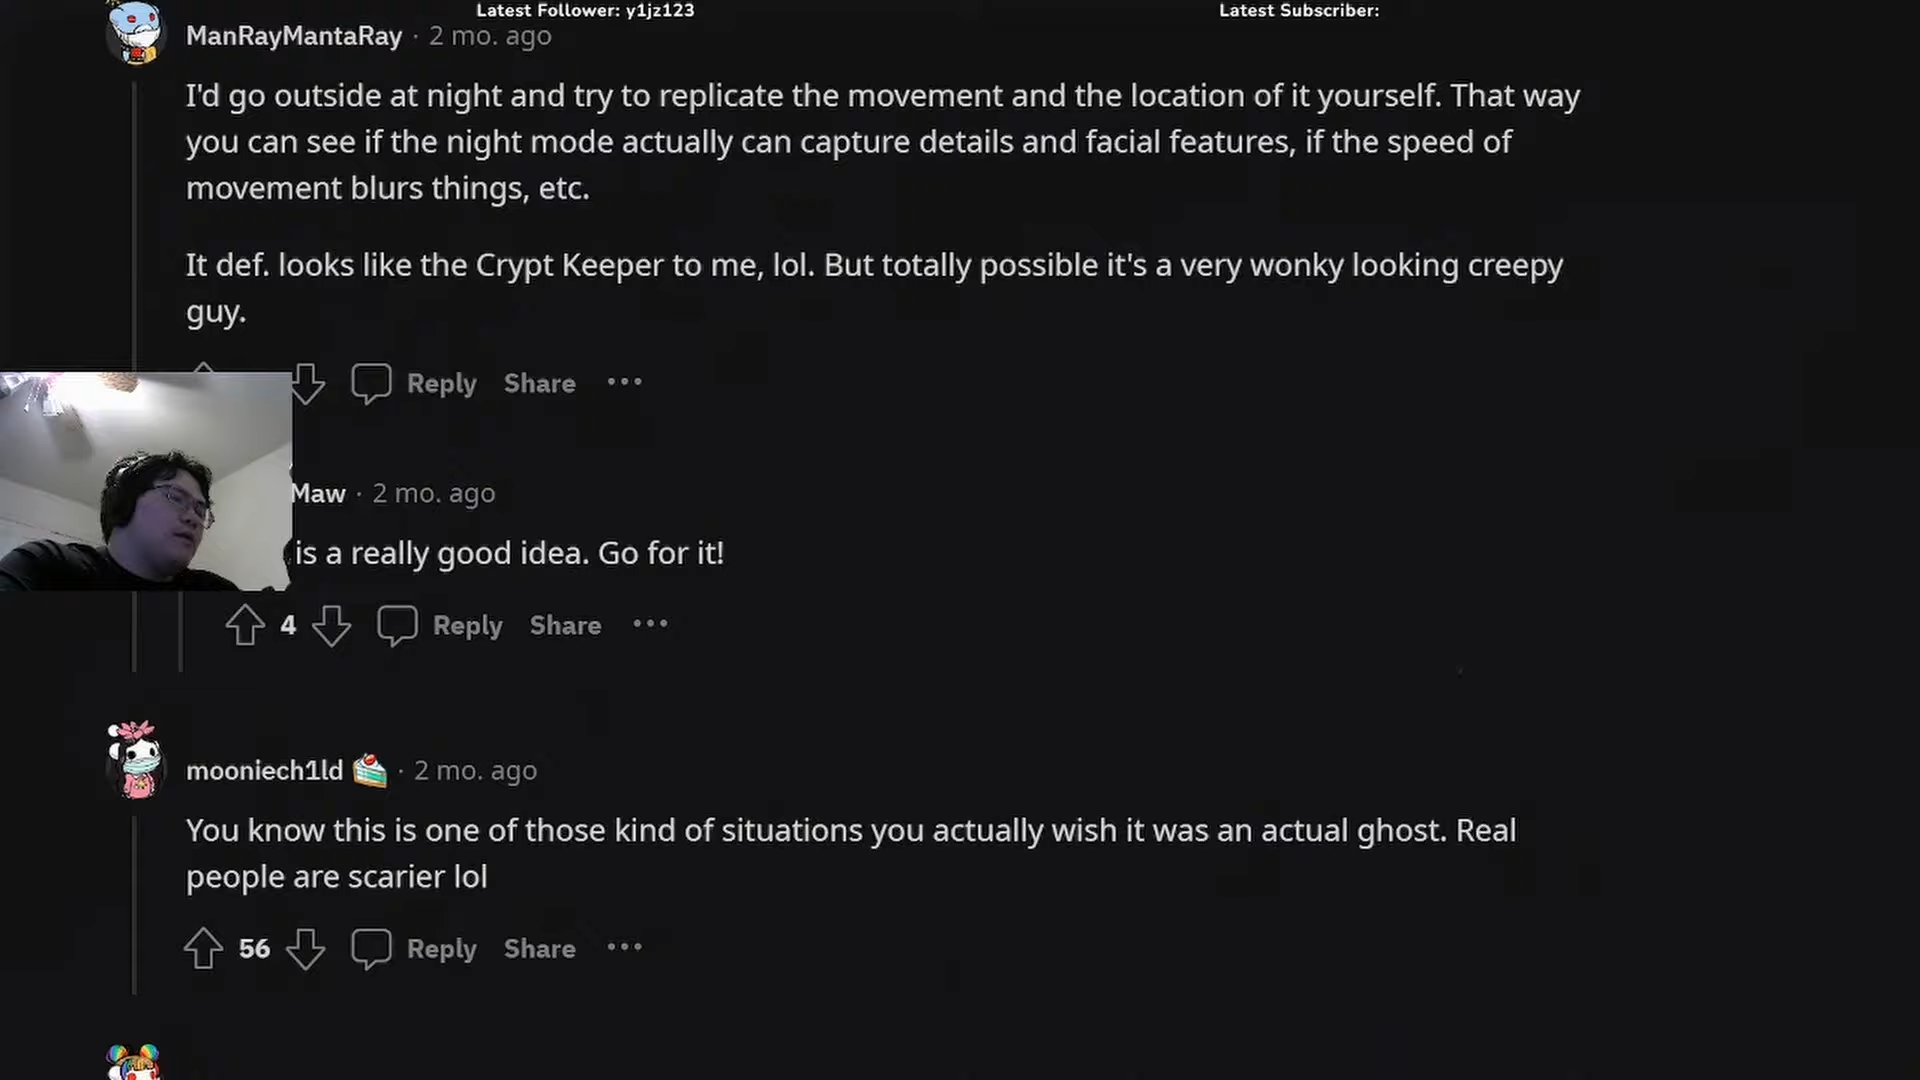 Latest Follower: y1jz123
Latest Subscriber:
ManRayMantaRay · 2 mo. ago
I'd go outside at night and try to replicate the movement and the location of it yourself. That way
you can see if the night mode actually can capture details and facial features, if the speed of
movement blurs things, etc.
It def. looks like the Crypt Keeper to me, lol. But totally possible it's a very wonky looking creepy
guy.
Reply Share ···
Maw · 2 mo. ago
is a really good idea. Go for it!
4 Reply Share ···
mooniech1ld · 2 mo. ago
You know this is one of those kind of situations you actually wish it was an actual ghost. Real
people are scarier lol
56 Reply Share ···